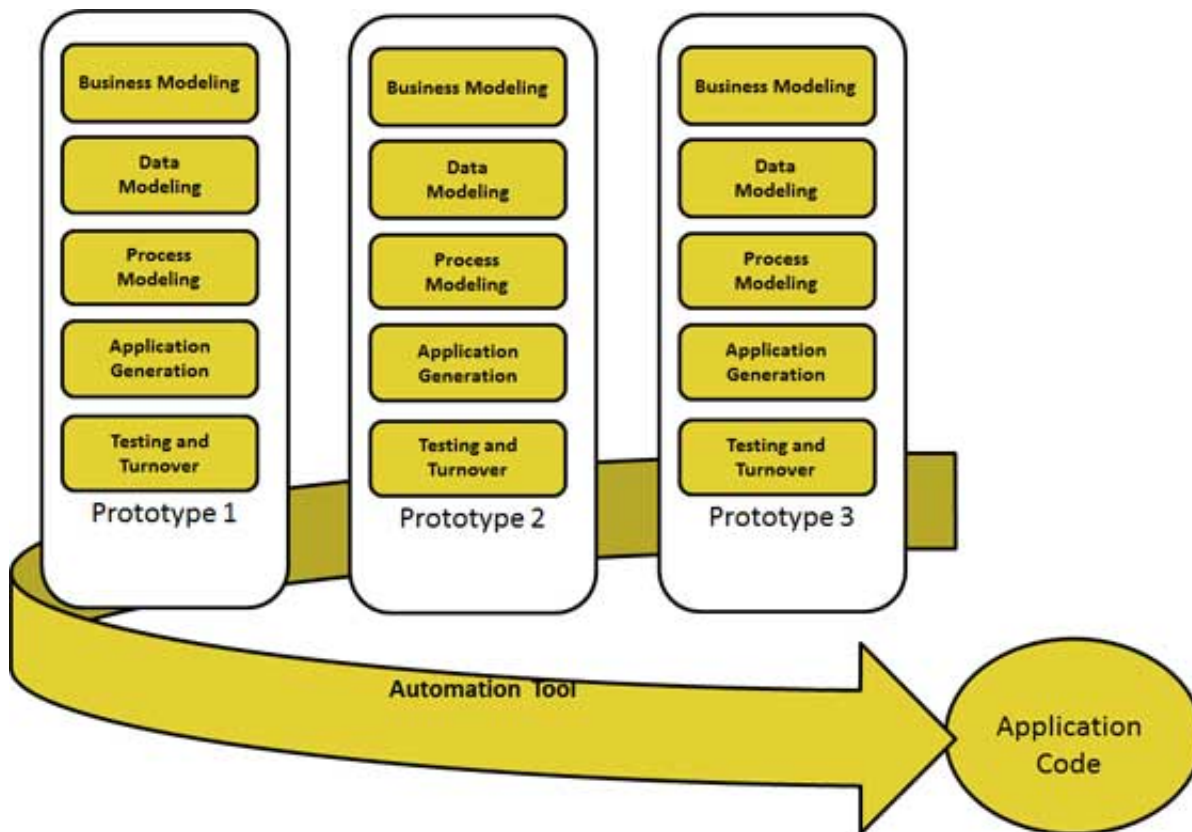 Business Modeling
Data
Modeling
Process
Modeling
Application
Generation
Testing and
Turnover
Prototype 1
Business Modeling
Data
Modeling
Process
Modeling
Application
Generation
Testing and
Turnover
Prototype 2
Business Modeling
Data
Modeling
Process
Modeling
Application
Generation
Testing and
Turnover
Prototype 3
Automation Tool
Application
Code